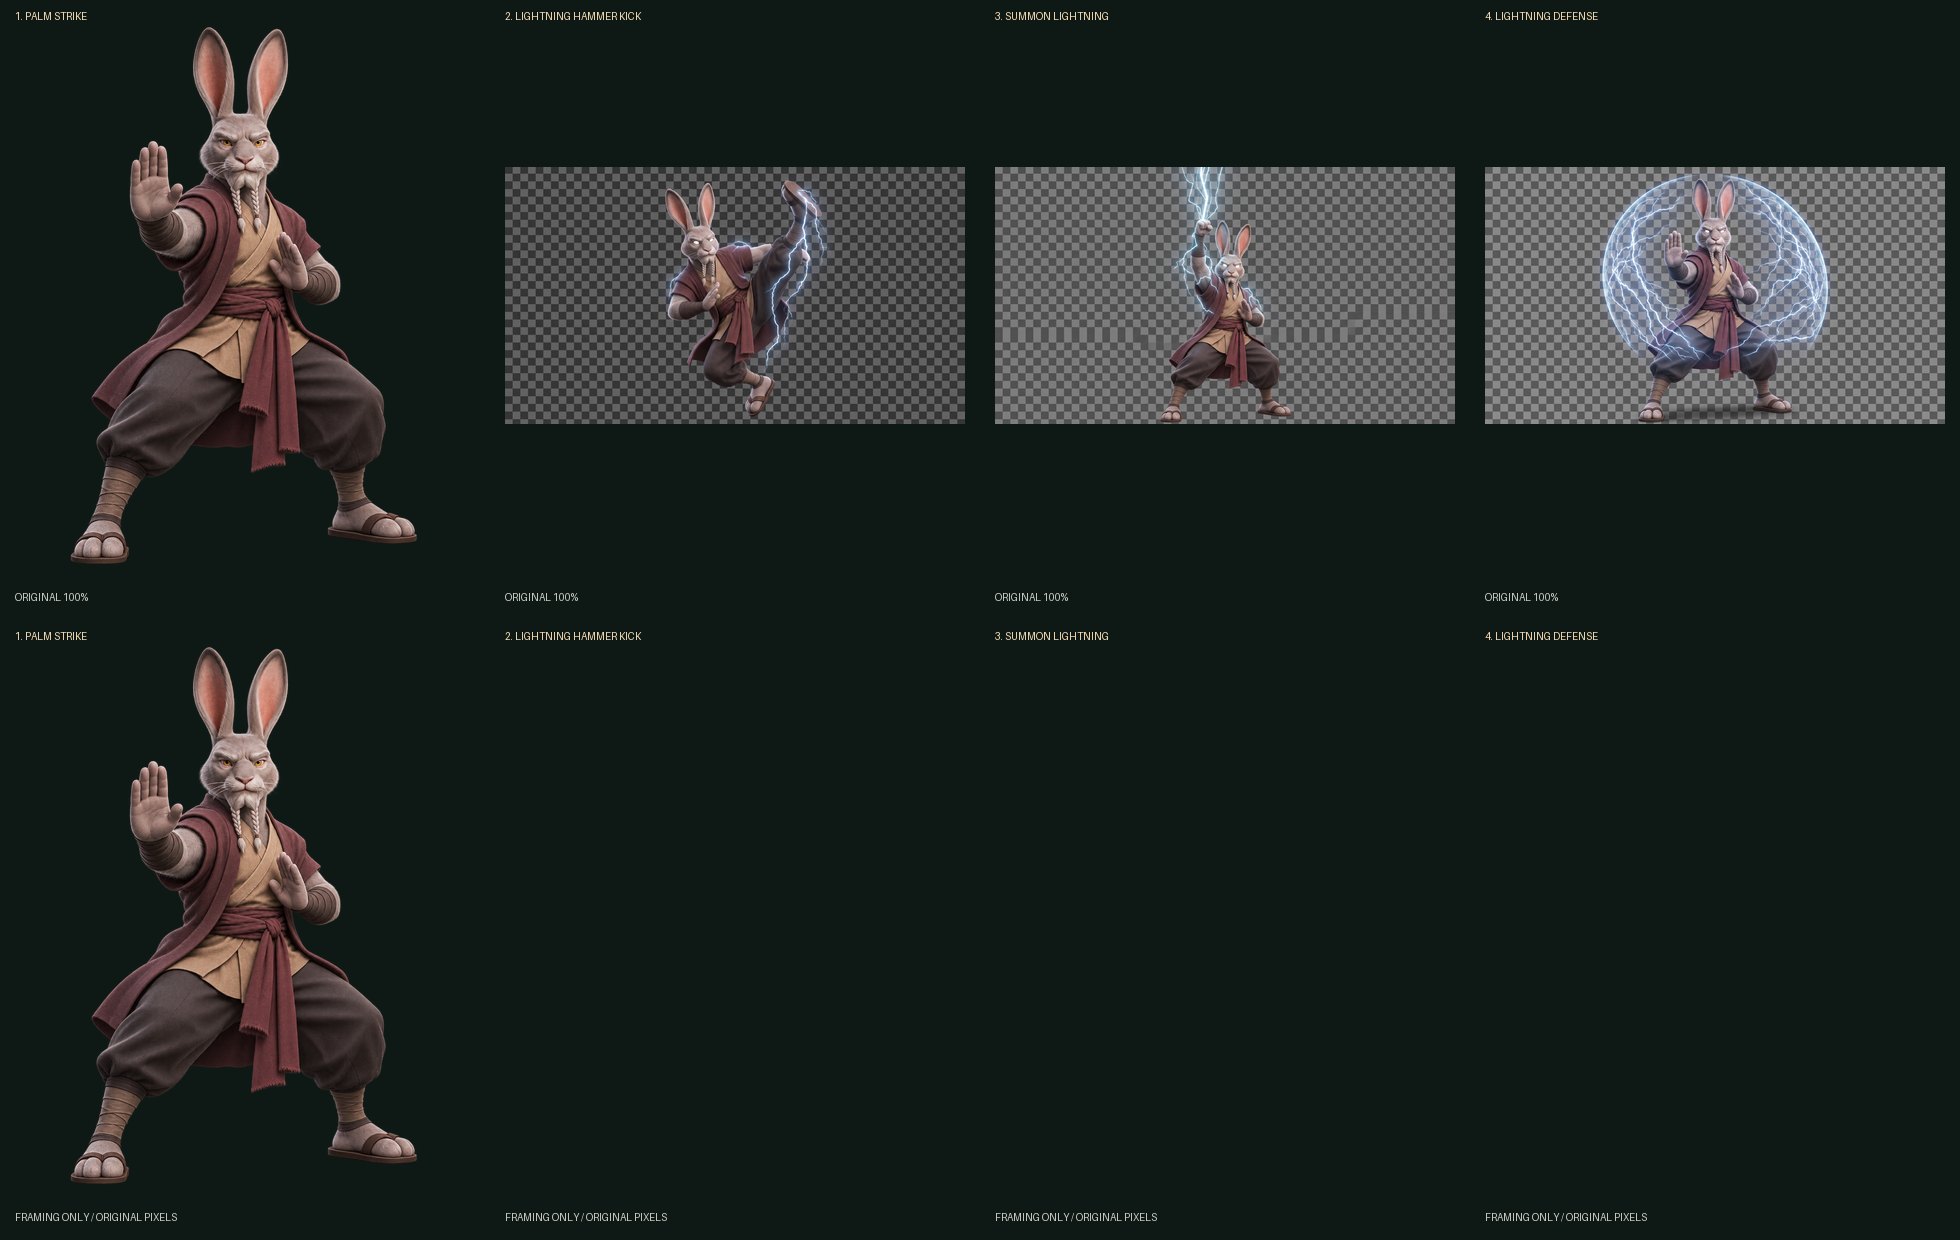 1. PALM STRIKE
2. LIGHTNING HAMMER KICK
3. SUMMON LIGHTNING
4. LIGHTNING DEFENSE
ORIGINAL 100%
ORIGINAL 100%
ORIGINAL 100%
ORIGINAL 100%
1. PALM STRIKE
2. LIGHTNING HAMMER KICK
3. SUMMON LIGHTNING
4. LIGHTNING DEFENSE
FRAMING ONLY / ORIGINAL PIXELS
FRAMING ONLY / ORIGINAL PIXELS
FRAMING ONLY / ORIGINAL PIXELS
FRAMING ONLY / ORIGINAL PIXELS